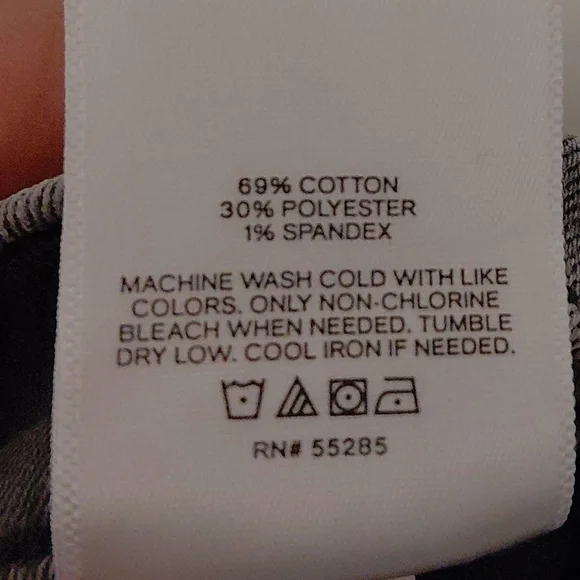 69% COTTON
30% POLYESTER
1% SPANDEX
MACHINE WASH COLD WITH LIKE
COLORS. ONLY NON-CHLORINE
BLEACH WHEN NEEDED. TUMBLE
DRY LOW. COOL IRON IF NEEDED.
RN# 55285